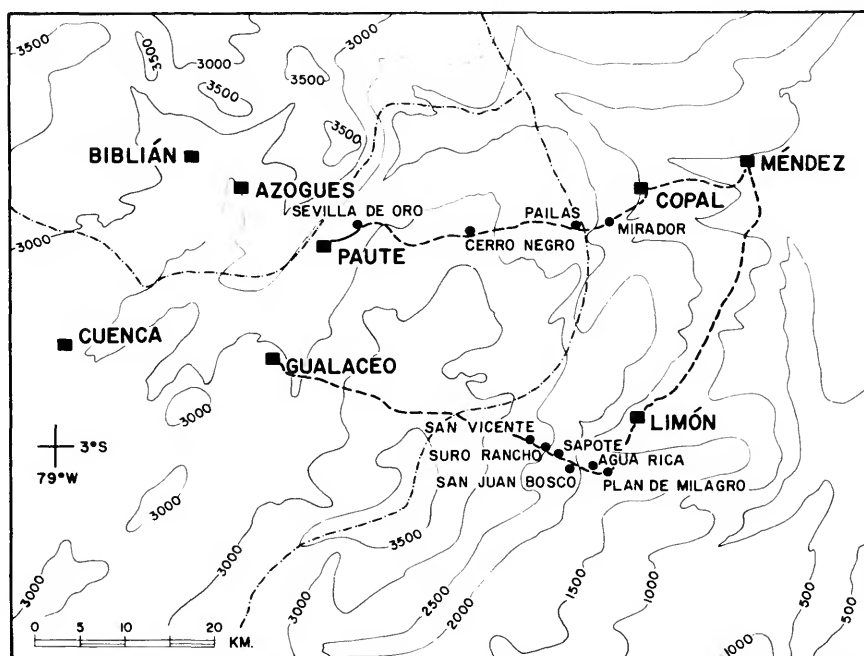 3500
3000
3000
3500
3500
3500
BIBLIÁN
MÉNDEZ
AZOGUES
COPAL
SEVILLA DE ORO
PAILAS
MIRADOR
3000
CERRO NEGRO
PAUTE
CUENCA
GUALACEO
3000
LIMÓN
SAN VICENTE
SAPOTE
3°S
SURO RANCHO
AGUA RICA
79°W
SAN JUAN BOSCO
PLAN DE MILAGRO
3000
3500
3000
3000
3000
2500
2000
1500
1000
500
500
1000
0 5 10 20
KM.